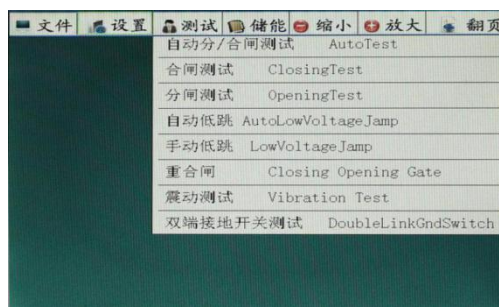 文件 设置 测试 储能 缩小 放大 翻页
自动分/合闸测试 AutoTest
合闸测试 ClosingTest
分闸测试 OpeningTest
自动低跳 AutoLowVoltageJamp
手动低跳 LowVoltageJamp
重合闸 Closing Opening Gate
震动测试 Vibration Test
双端接地开关测试 DoubleLinkGndSwitch